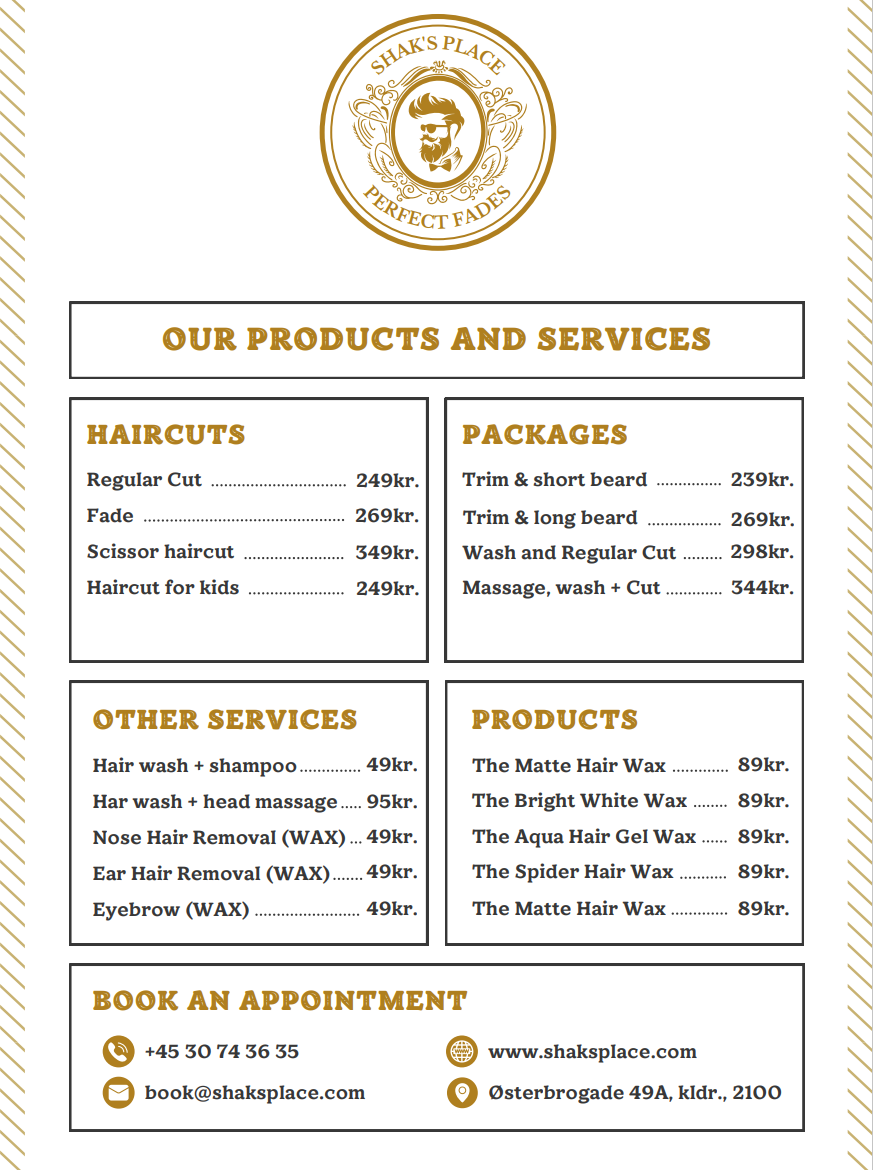 SHAK'S PLACE
PERFECT FADES
OUR PRODUCTS AND SERVICES
HAIRCUTS
Regular Cut ........................ 249kr.
Fade ........................ 269kr.
Scissor haircut ........................ 349kr.
Haircut for kids ........................ 249kr.
PACKAGES
Trim & short beard ................ 239kr.
Trim & long beard ................ 269kr.
Wash and Regular Cut ........ 298kr.
Massage, wash + Cut ............. 344kr.
OTHER SERVICES
Hair wash + shampoo ............... 49kr.
Har wash + head massage ..... 95kr.
Nose Hair Removal (WAX) ... 49kr.
Ear Hair Removal (WAX) ....... 49kr.
Eyebrow (WAX) ........................ 49kr.
PRODUCTS
The Matte Hair Wax ............. 89kr.
The Bright White Wax ........ 89kr.
The Aqua Hair Gel Wax ...... 89kr.
The Spider Hair Wax ........... 89kr.
The Matte Hair Wax ............. 89kr.
BOOK AN APPOINTMENT
+45 30 74 36 35
www.shaksplace.com
book@shaksplace.com
Østerbrogade 49A, kldr., 2100